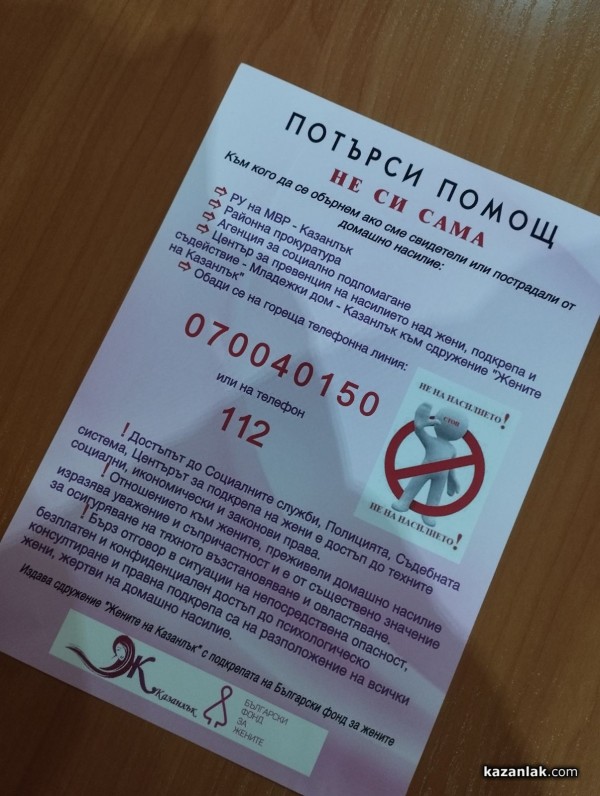 ПОТЪРСИ ПОМОЩ
НЕ СИ САМА
Към кого да се обърнем ако сме свидетели или пострадали от
домашно насилие:
РУ на МВР - Казанлък
Районна прокуратура
Агенция за социално подпомагане
Център за превенция на насилието над жени, подкрепа и
съдействие - Младежки дом - Казанлък към сдружение "Жените
на Казанлък"
Обади се на гореща телефонна линия:
070040150
или на телефон
112
НЕ НА НАСИЛИЕТО!
СТОП
НЕ НА НАСИЛИЕТО!
! Достъпът до Социалните служби, Полицията, Съдебната
система, Центърът за подкрепа на жени е достъп до техните
социални, икономически и законови права.
! Отношението към жените, преживели домашно насилие
изразява уважение и съпричастност и е от съществено значение
за осигуряване на тяхното възстановяване и овластяване.
! Бърз отговор в ситуации на непосредствена опасност,
безплатен и конфиденциален достъп до психологическо
консултиране и правна подкрепа са на разположение на всички
жени, жертви на домашно насилие.
Издава сдружение "Жените на Казанлък" с подкрепата на Български фонд за жените
Ж
Казанлък
БЪЛГАРСКИ
ФОНД
ЗА
ЖЕНИТЕ
kazanlak.com